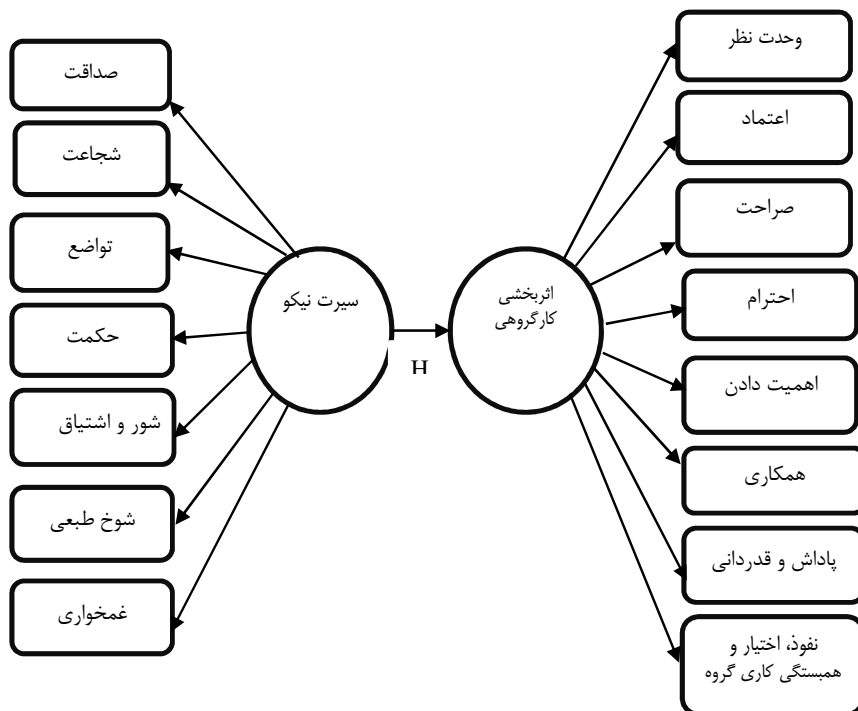 وحدت نظر
اعتماد
صراحت
احترام
اهمیت دادن
همکاری
پاداش و قدردانی
نفوذ، اختیار و
همبستگی کاری گروه
اثربخشی
کارگروهی
H
سیرت نیکو
صداقت
شجاعت
تواضع
حکمت
شور و اشتیاق
شوخ طبعی
غمخواری